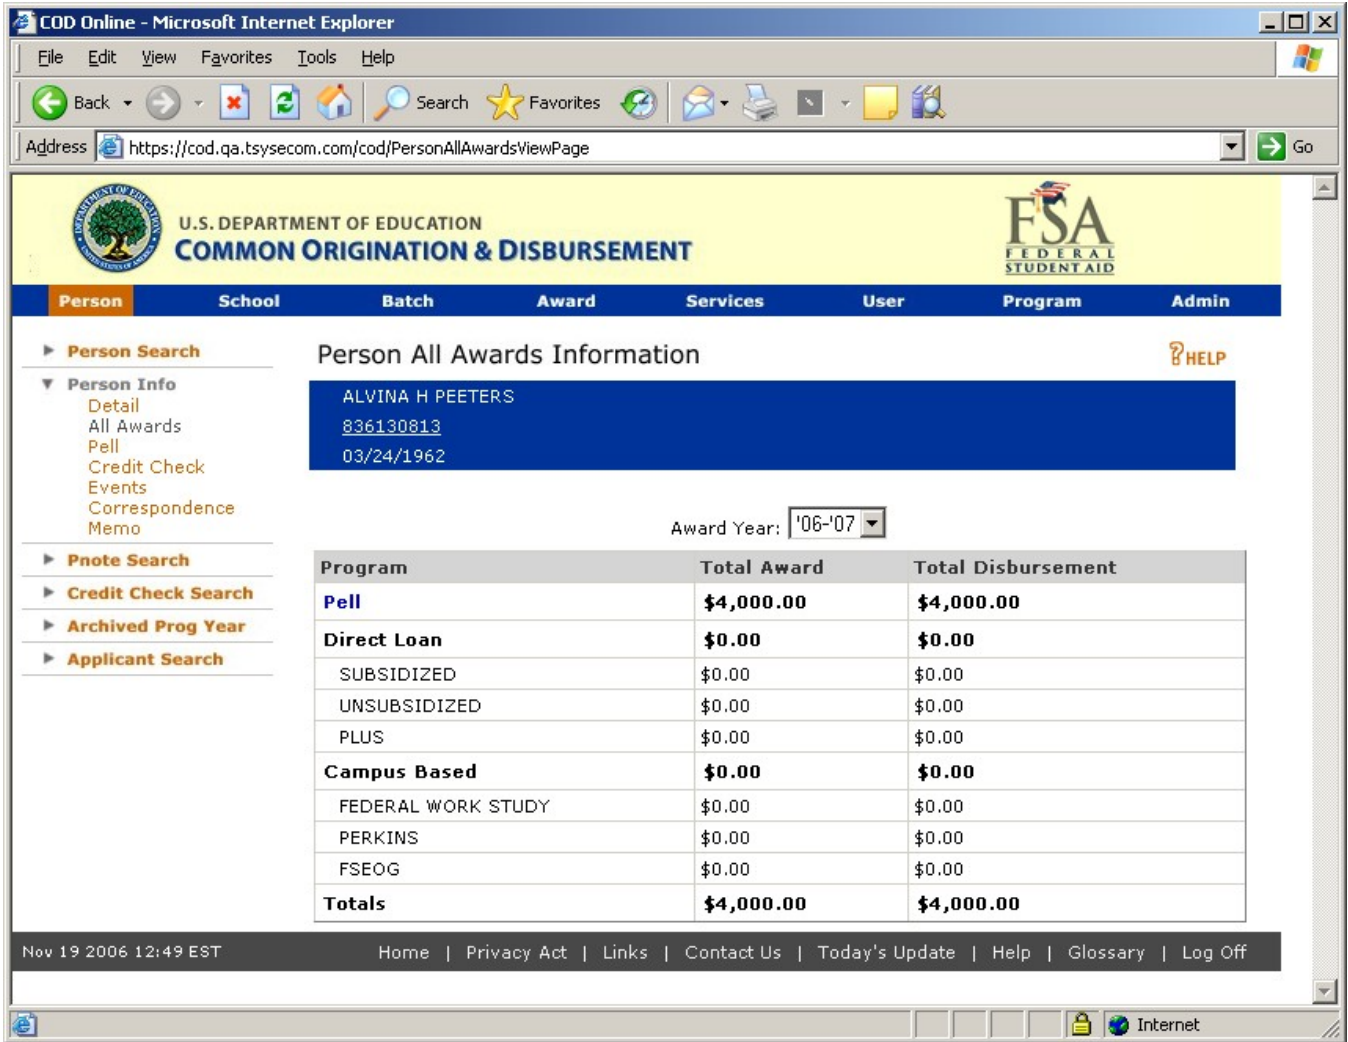 COD Online - Microsoft Internet Explorer
File Edit View Favorites Tools Help
Back Search Favorites
Address https://cod.qa.tsysecom.com/cod/PersonAllAwardsViewPage Go
U.S. DEPARTMENT OF EDUCATION
COMMON ORIGINATION & DISBURSEMENT
FSA
FEDERAL
STUDENT AID
Person School Batch Award Services User Program Admin
Person Search
Person Info
Detail
All Awards
Pell
Credit Check
Events
Correspondence
Memo
Pnote Search
Credit Check Search
Archived Prog Year
Applicant Search
Person All Awards Information
HELP
ALVINA H PEETERS
836130813
03/24/1962
Award Year: '06-'07
Program Total Award Total Disbursement
Pell $4,000.00 $4,000.00
Direct Loan $0.00 $0.00
SUBSIDIZED $0.00 $0.00
UNSUBSIDIZED $0.00 $0.00
PLUS $0.00 $0.00
Campus Based $0.00 $0.00
FEDERAL WORK STUDY $0.00 $0.00
PERKINS $0.00 $0.00
FSEOG $0.00 $0.00
Totals $4,000.00 $4,000.00
Nov 19 2006 12:49 EST Home | Privacy Act | Links | Contact Us | Today's Update | Help | Glossary | Log Off
Internet